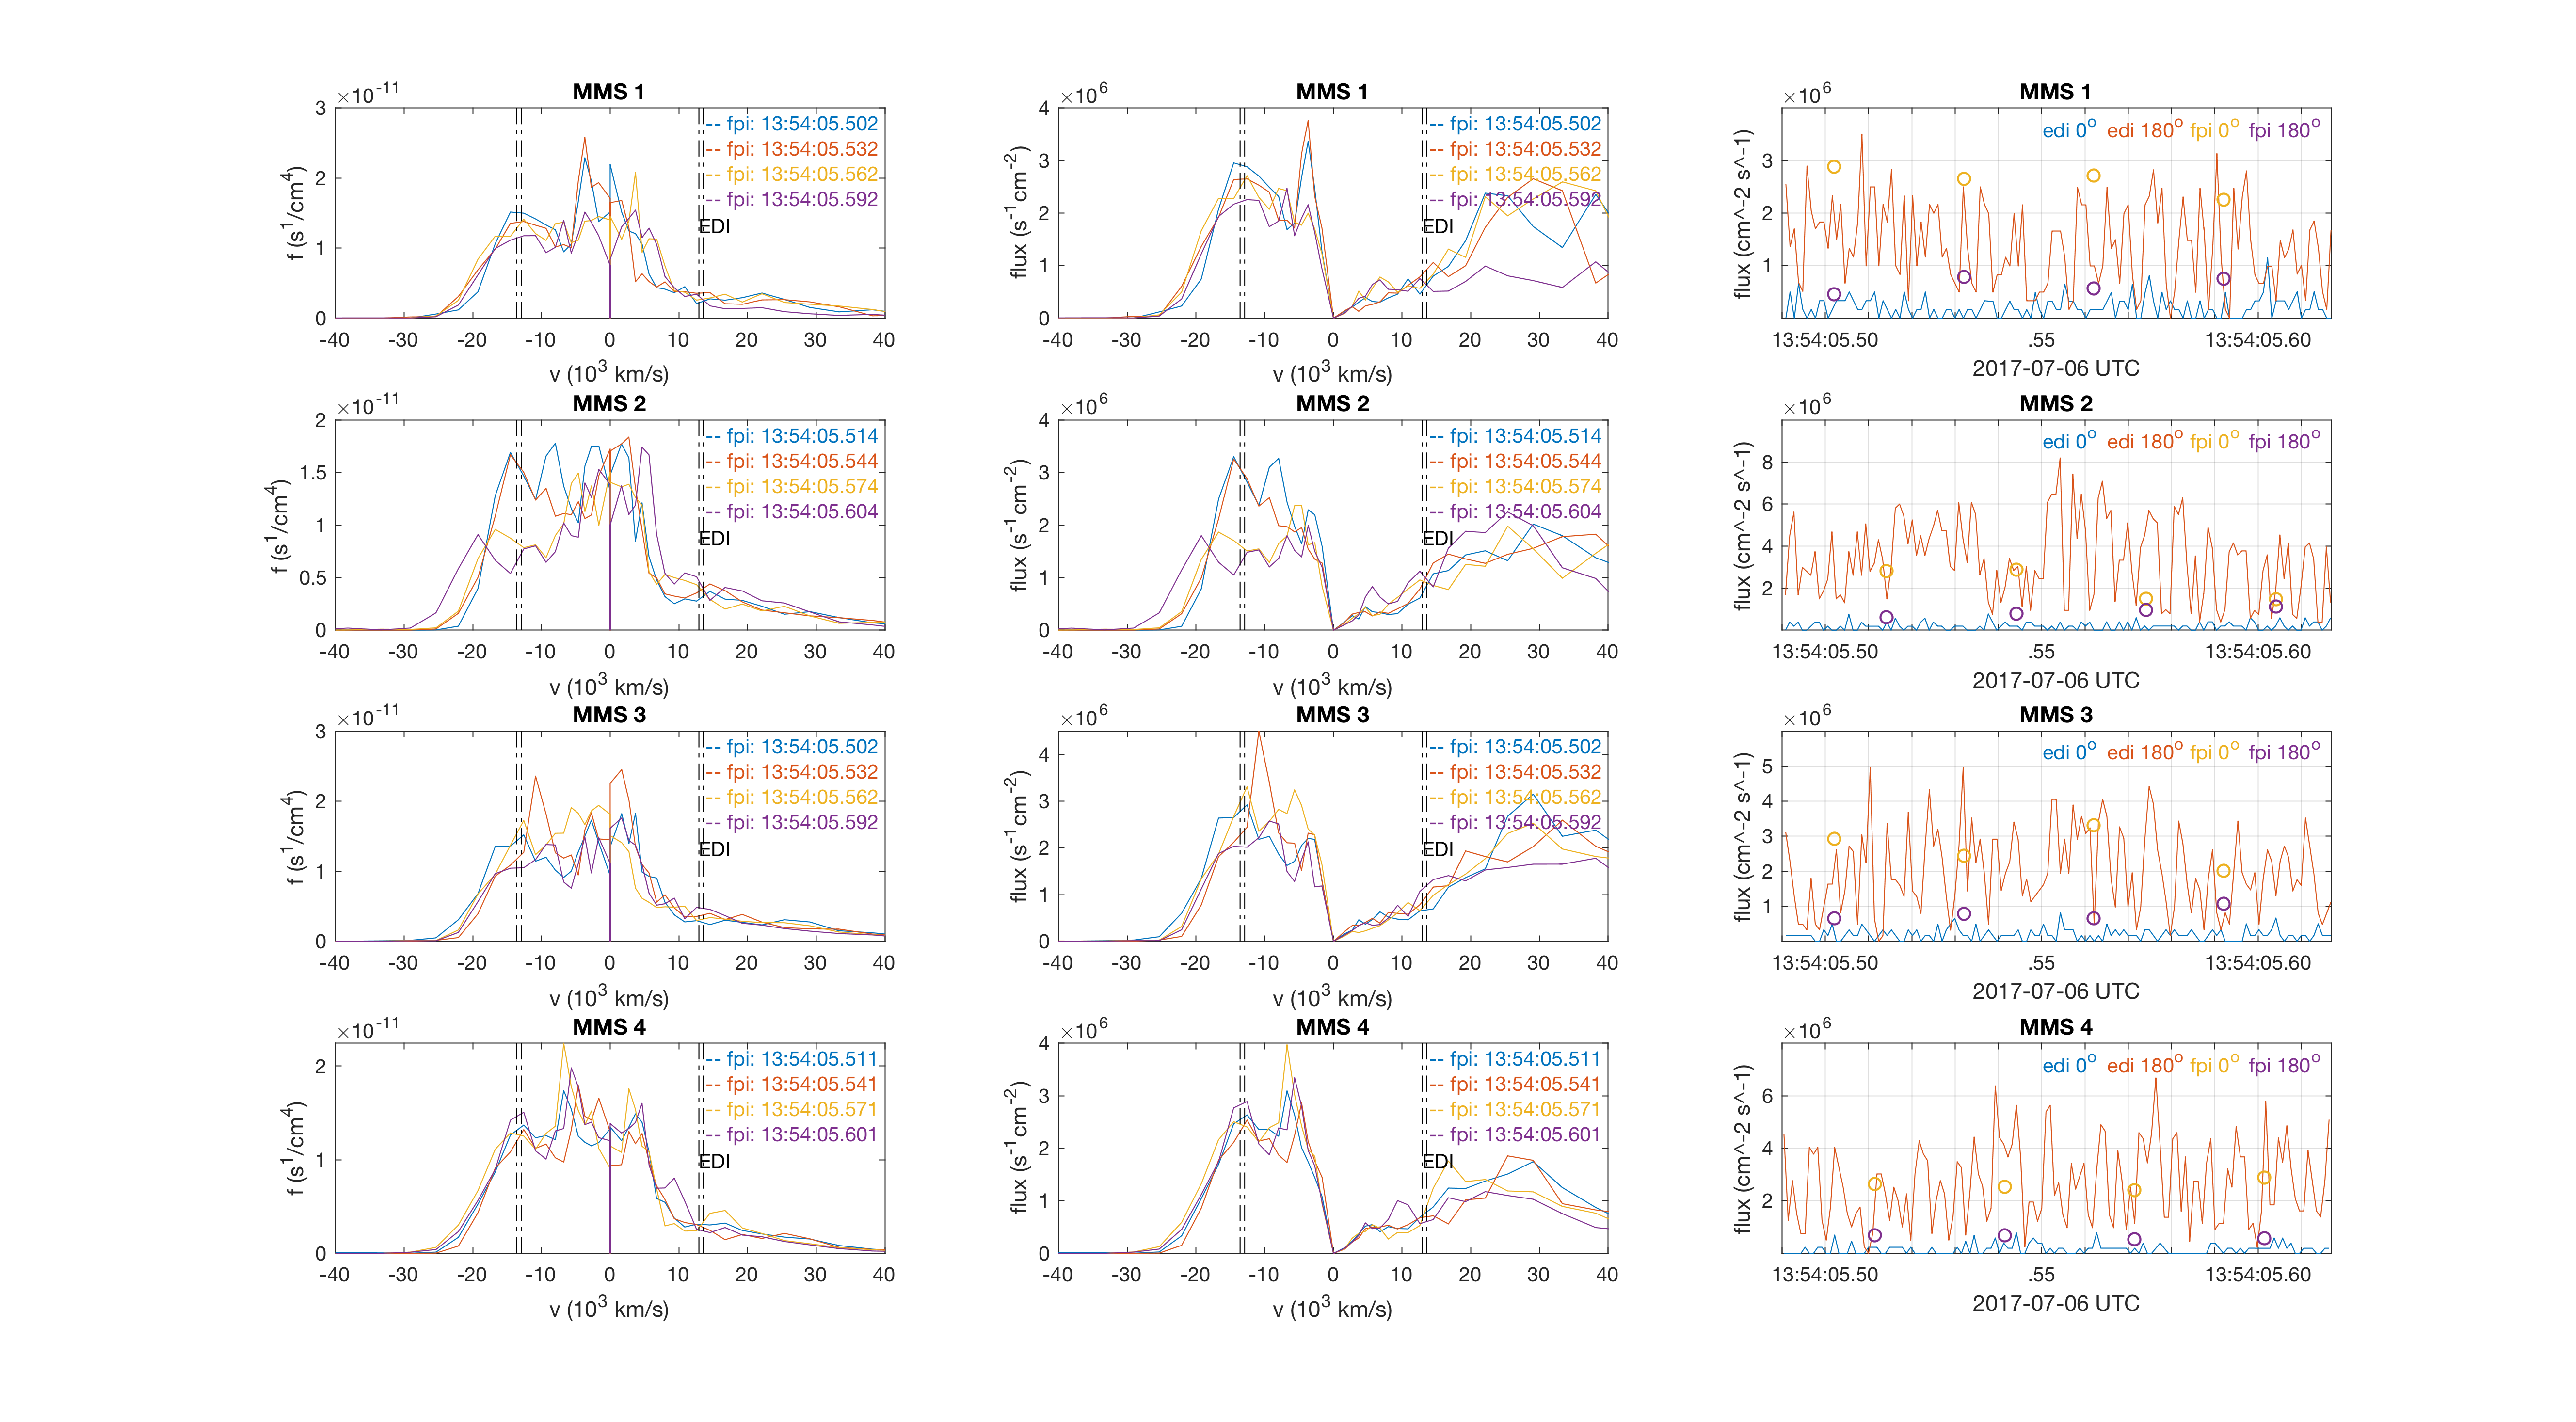 MMS 1
×10^-11
f (s^1/cm^4)
3
2
1
0
-- fpi: 13:54:05.502
-- fpi: 13:54:05.532
-- fpi: 13:54:05.562
-- fpi: 13:54:05.592
EDI
-40 -30 -20 -10 0 10 20 30 40
v (10^3 km/s)
MMS 1
×10^6
flux (s^-1 cm^-2)
4
3
2
1
0
-- fpi: 13:54:05.502
-- fpi: 13:54:05.532
-- fpi: 13:54:05.562
-- fpi: 13:54:05.592
EDI
-40 -30 -20 -10 0 10 20 30 40
v (10^3 km/s)
MMS 1
×10^6
flux (cm^-2 s^-1)
3
2
1
edi 0° edi 180° fpi 0° fpi 180°
13:54:05.50 .55 13:54:05.60
2017-07-06 UTC
MMS 2
×10^-11
f (s^1/cm^4)
2
1.5
1
0.5
0
-- fpi: 13:54:05.514
-- fpi: 13:54:05.544
-- fpi: 13:54:05.574
-- fpi: 13:54:05.604
EDI
-40 -30 -20 -10 0 10 20 30 40
v (10^3 km/s)
MMS 2
×10^6
flux (s^-1 cm^-2)
4
3
2
1
0
-- fpi: 13:54:05.514
-- fpi: 13:54:05.544
-- fpi: 13:54:05.574
-- fpi: 13:54:05.604
EDI
-40 -30 -20 -10 0 10 20 30 40
v (10^3 km/s)
MMS 2
×10^6
flux (cm^-2 s^-1)
8
6
4
2
edi 0° edi 180° fpi 0° fpi 180°
13:54:05.50 .55 13:54:05.60
2017-07-06 UTC
MMS 3
×10^-11
f (s^1/cm^4)
3
2
1
0
-- fpi: 13:54:05.502
-- fpi: 13:54:05.532
-- fpi: 13:54:05.562
-- fpi: 13:54:05.592
EDI
-40 -30 -20 -10 0 10 20 30 40
v (10^3 km/s)
MMS 3
×10^6
flux (s^-1 cm^-2)
4
3
2
1
0
-- fpi: 13:54:05.502
-- fpi: 13:54:05.532
-- fpi: 13:54:05.562
-- fpi: 13:54:05.592
EDI
-40 -30 -20 -10 0 10 20 30 40
v (10^3 km/s)
MMS 3
×10^6
flux (cm^-2 s^-1)
5
4
3
2
1
edi 0° edi 180° fpi 0° fpi 180°
13:54:05.50 .55 13:54:05.60
2017-07-06 UTC
MMS 4
×10^-11
f (s^1/cm^4)
2
1
0
-- fpi: 13:54:05.511
-- fpi: 13:54:05.541
-- fpi: 13:54:05.571
-- fpi: 13:54:05.601
EDI
-40 -30 -20 -10 0 10 20 30 40
v (10^3 km/s)
MMS 4
×10^6
flux (s^-1 cm^-2)
4
3
2
1
0
-- fpi: 13:54:05.511
-- fpi: 13:54:05.541
-- fpi: 13:54:05.571
-- fpi: 13:54:05.601
EDI
-40 -30 -20 -10 0 10 20 30 40
v (10^3 km/s)
MMS 4
×10^6
flux (cm^-2 s^-1)
6
4
2
edi 0° edi 180° fpi 0° fpi 180°
13:54:05.50 .55 13:54:05.60
2017-07-06 UTC